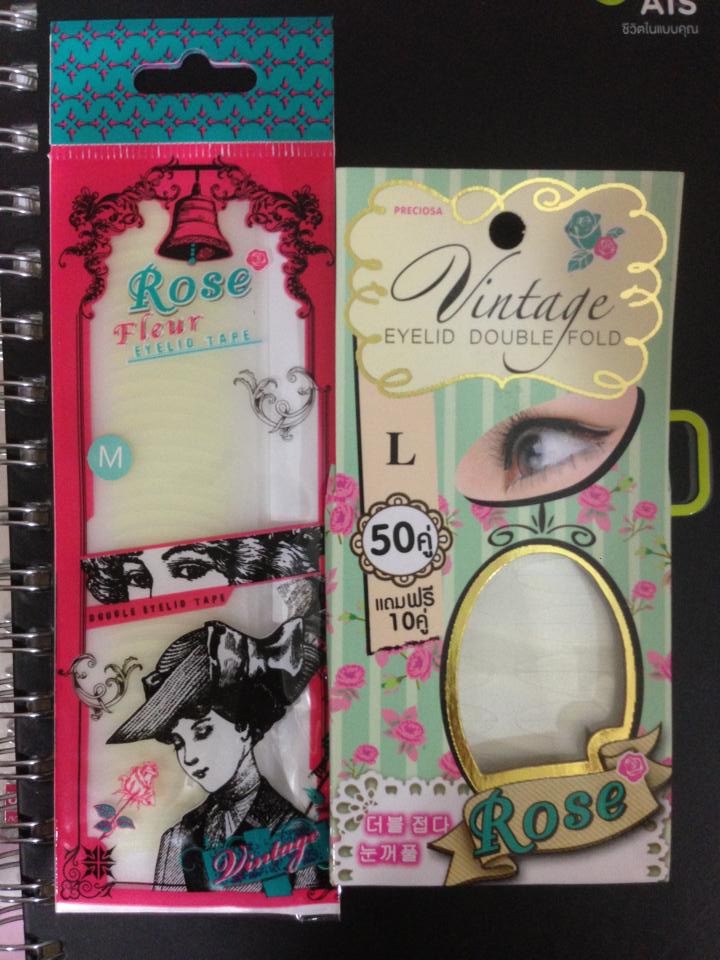 AIS
ชีวิตในแบบคุณ
Rose
Fleur
EYELID TAPE
M
DOUBLE EYELID TAPE
Vintage
PRECIOSA
Vintage
EYELID DOUBLE FOLD
L
50คู่
แถมฟรี
10คู่
더블 접다
눈꺼풀
Rose